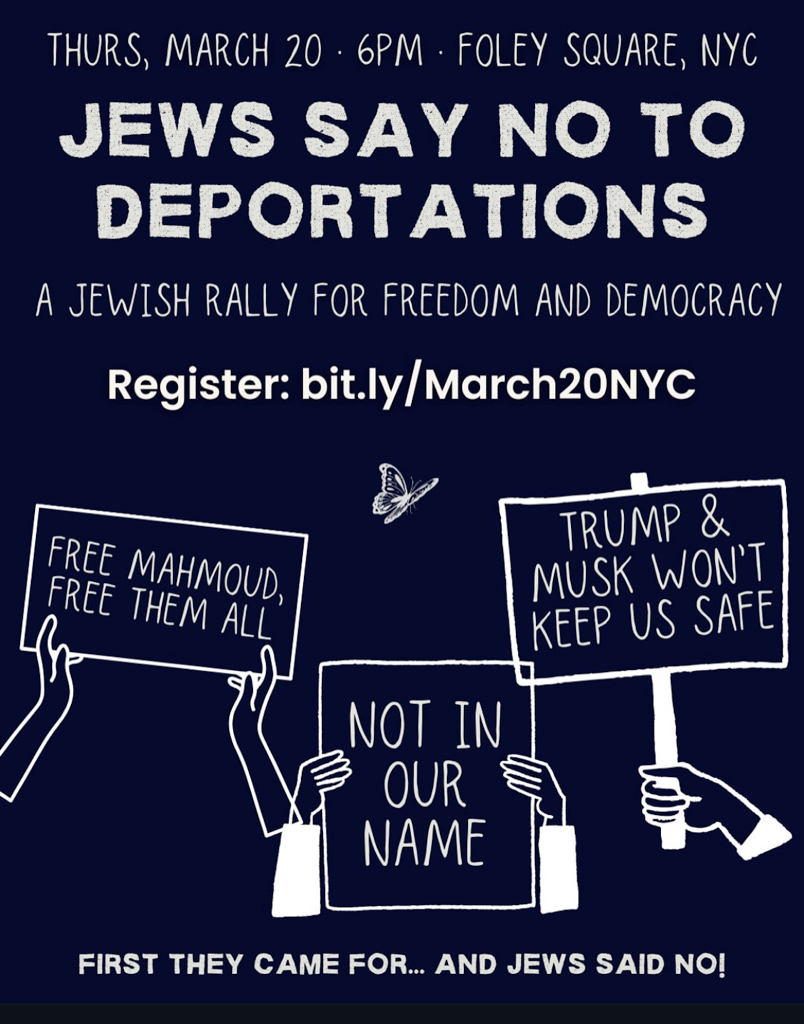 THURS, MARCH 20 · 6PM · FOLEY SQUARE, NYC
JEWS SAY NO TO
DEPORTATIONS
A JEWISH RALLY FOR FREEDOM AND DEMOCRACY
Register: bit.ly/March20NYC
FREE MAHMOUD,
FREE THEM ALL
TRUMP &
MUSK WON'T
KEEP US SAFE
NOT IN
OUR
NAME
FIRST THEY CAME FOR... AND JEWS SAID NO!